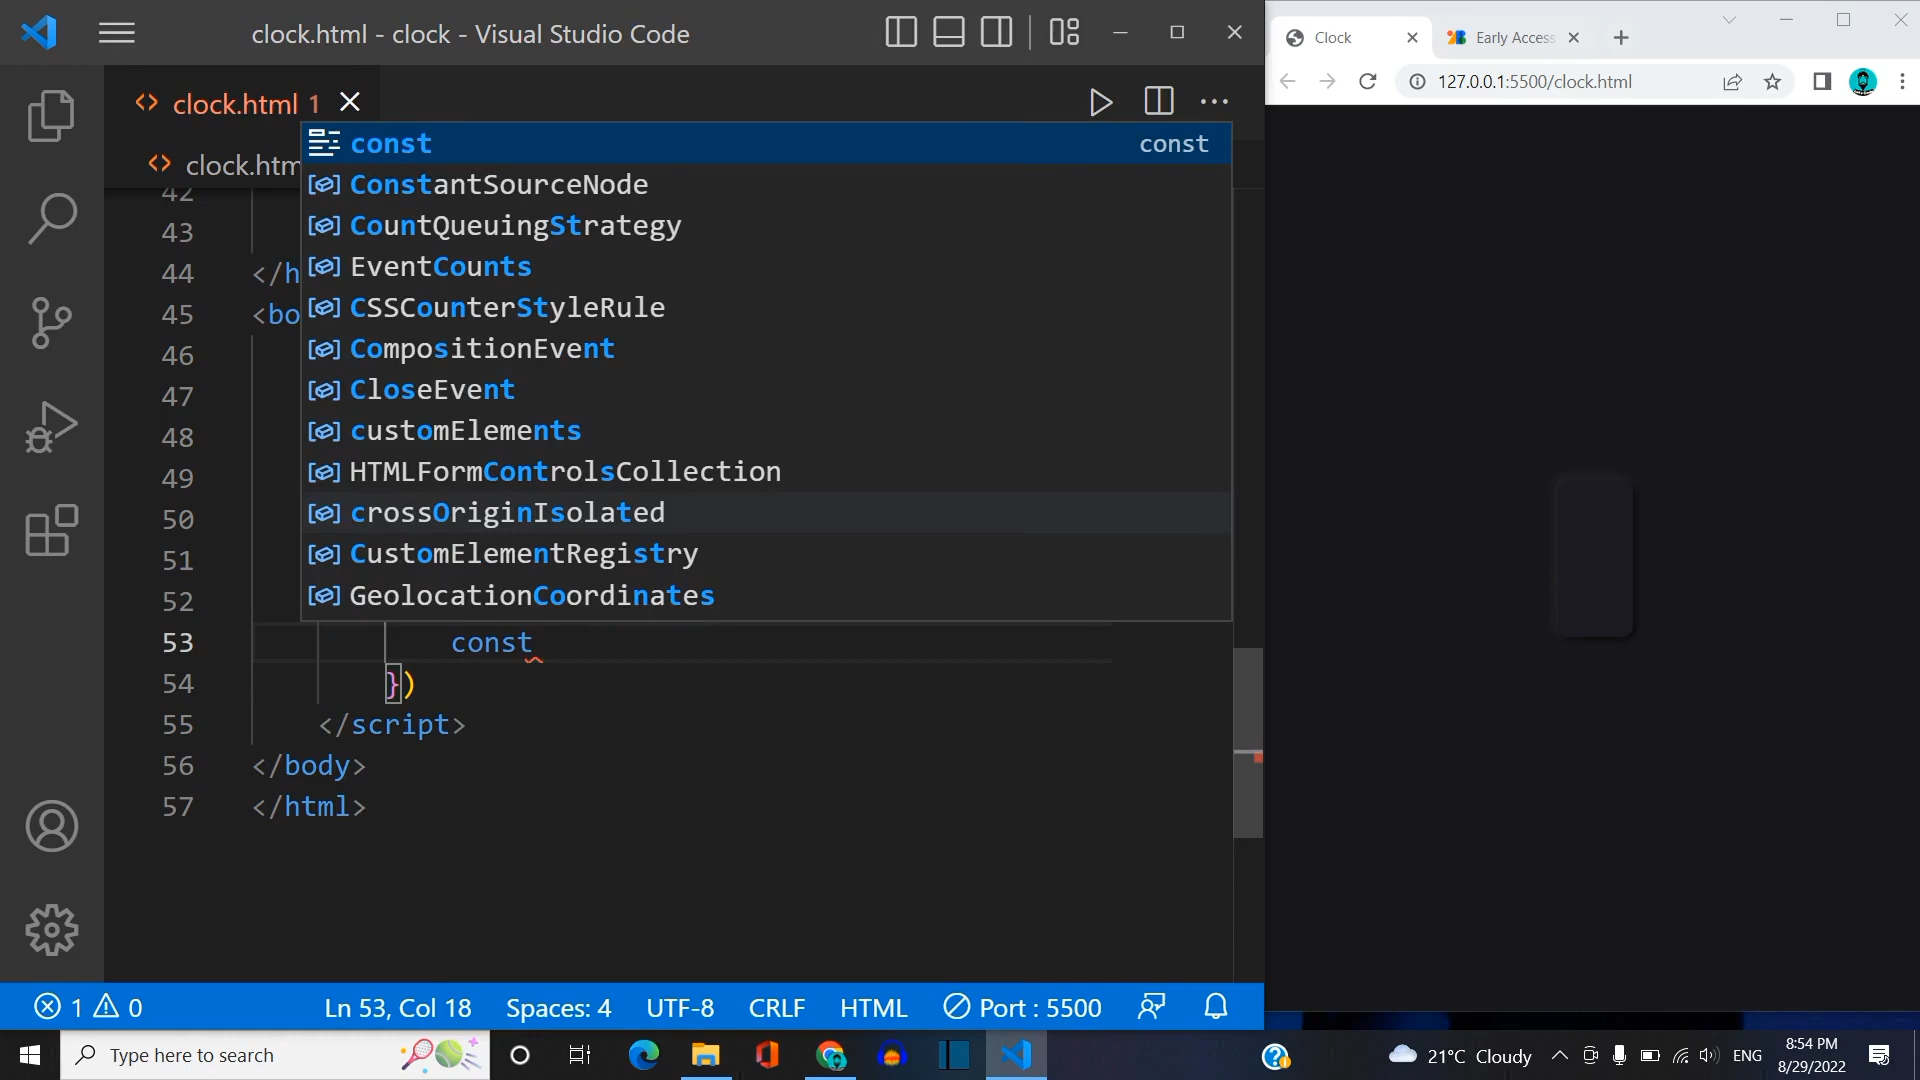 clock.html - clock - Visual Studio Code
clock.html 1
clock.htm
const const
ConstantSourceNode
CountQueuingStrategy
EventCounts
CSSCounterStyleRule
CompositionEvent
CloseEvent
customElements
HTMLFormControlsCollection
crossOriginIsolated
CustomElementRegistry
GeolocationCoordinates
42
43
44 </h
45 <bo
46
47
48
49
50
51
52
53 const
54 })
55 </script>
56 </body>
57 </html>
1 0 Ln 53, Col 18 Spaces: 4 UTF-8 CRLF HTML Port : 5500
Clock Early Access
127.0.0.1:5500/clock.html
Type here to search
21°C Cloudy ENG
8:54 PM
8/29/2022